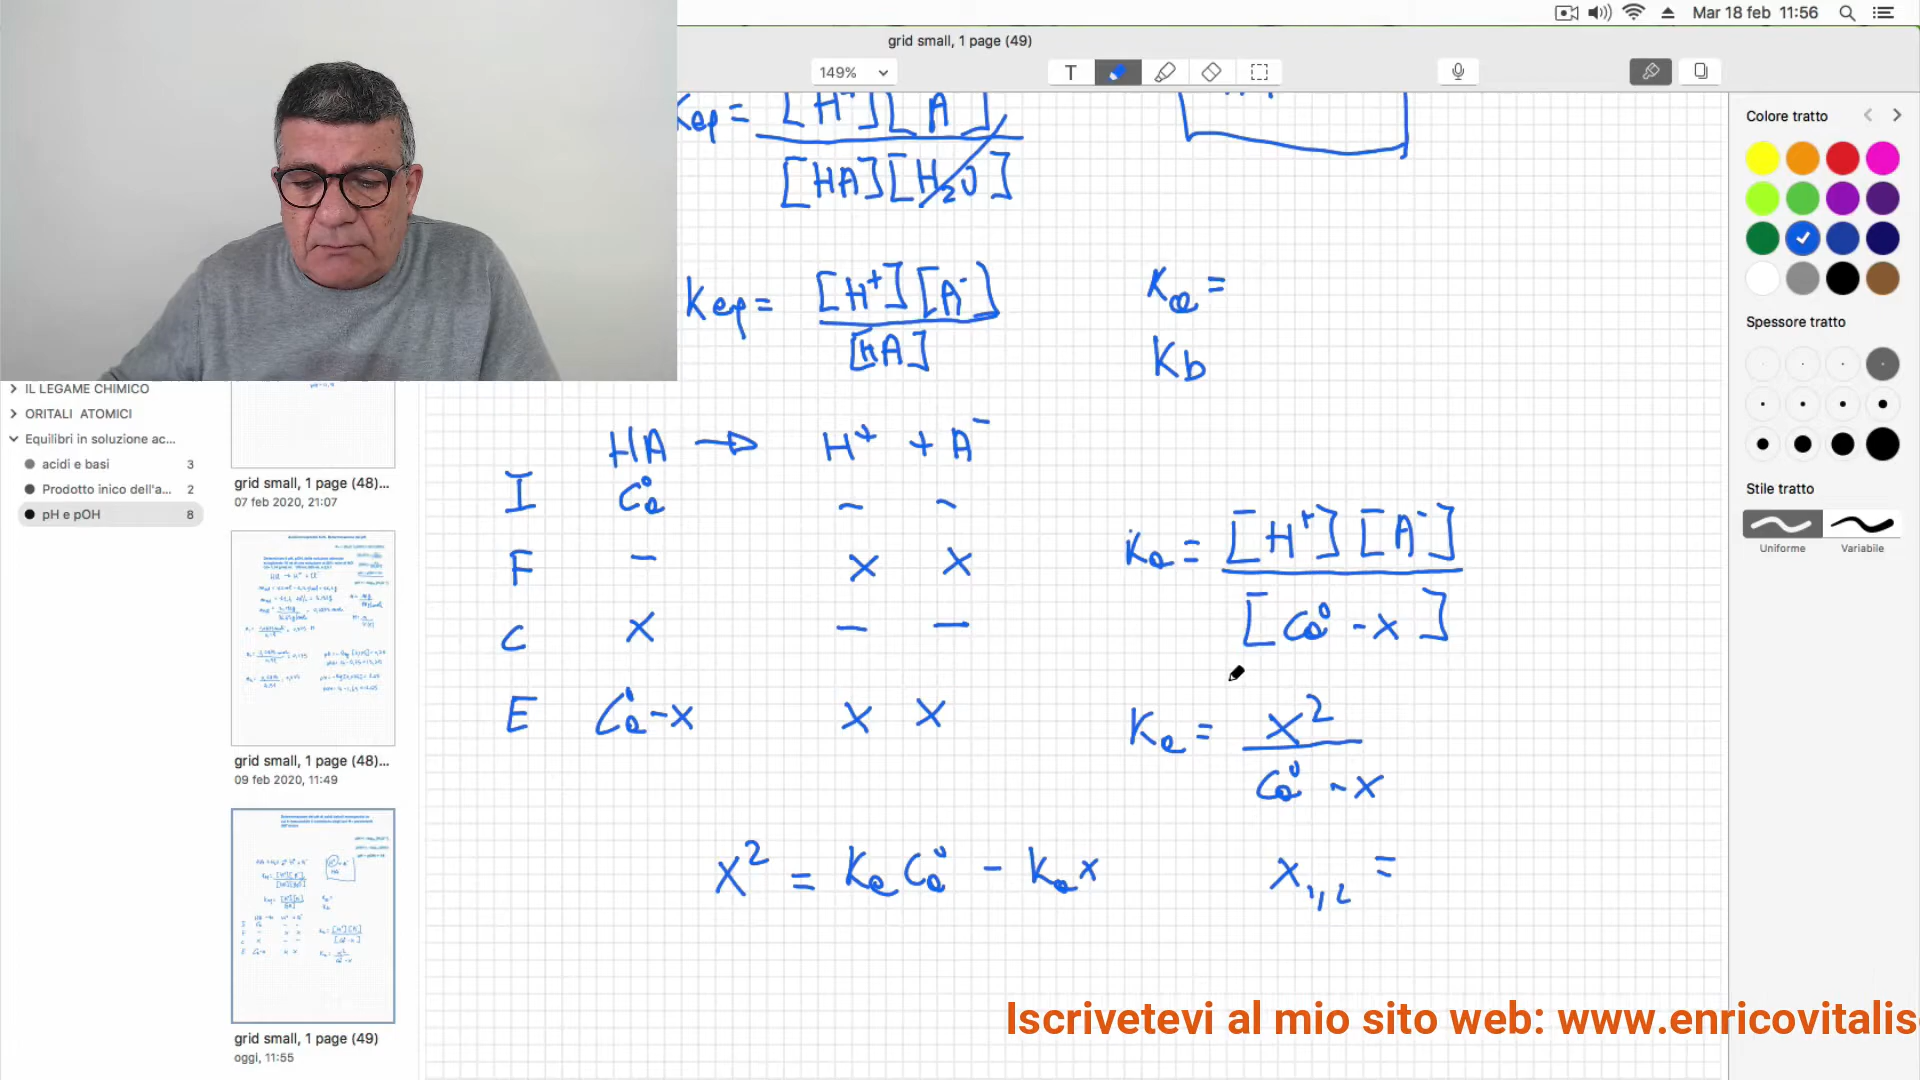 Mar 18 feb 11:56
grid small, 1 page (49)
149%
T
Kep = [H+][A]
[HA][H2O]
Kep = [H+][A-]
[HA]
Ka =
Kb
HA → H+ + A-
I Ca° - -
F - x x
C x - -
E Ca°-x x x
Ka = [H+][A-]
[Ca° - x]
Ka = x²
Ca° - x
x² = Ka Ca° - Ka x
x1,2 =
IL LEGAME CHIMICO
ORITALI ATOMICI
Equilibri in soluzione ac...
acidi e basi 3
Prodotto inico dell'a... 2
pH e pOH 8
grid small, 1 page (48)...
07 feb 2020, 21:07
grid small, 1 page (48)...
09 feb 2020, 11:49
grid small, 1 page (49)
oggi, 11:55
Colore tratto
Spessore tratto
Stile tratto
Uniforme Variabile
Iscrivetevi al mio sito web: www.enricovitalis